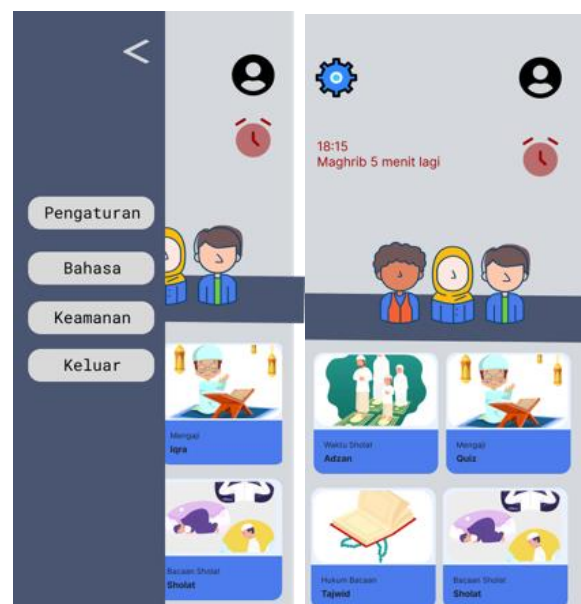 <
Pengaturan
Bahasa
Keamanan
Keluar
Mengaji
Iqra
Bacaan Sholat
Sholat
18:15
Maghrib 5 menit lagi
Waktu Sholat
Adzan
Mengaji
Quiz
Hukum Bacaan
Tajwid
Bacaan Sholat
Sholat